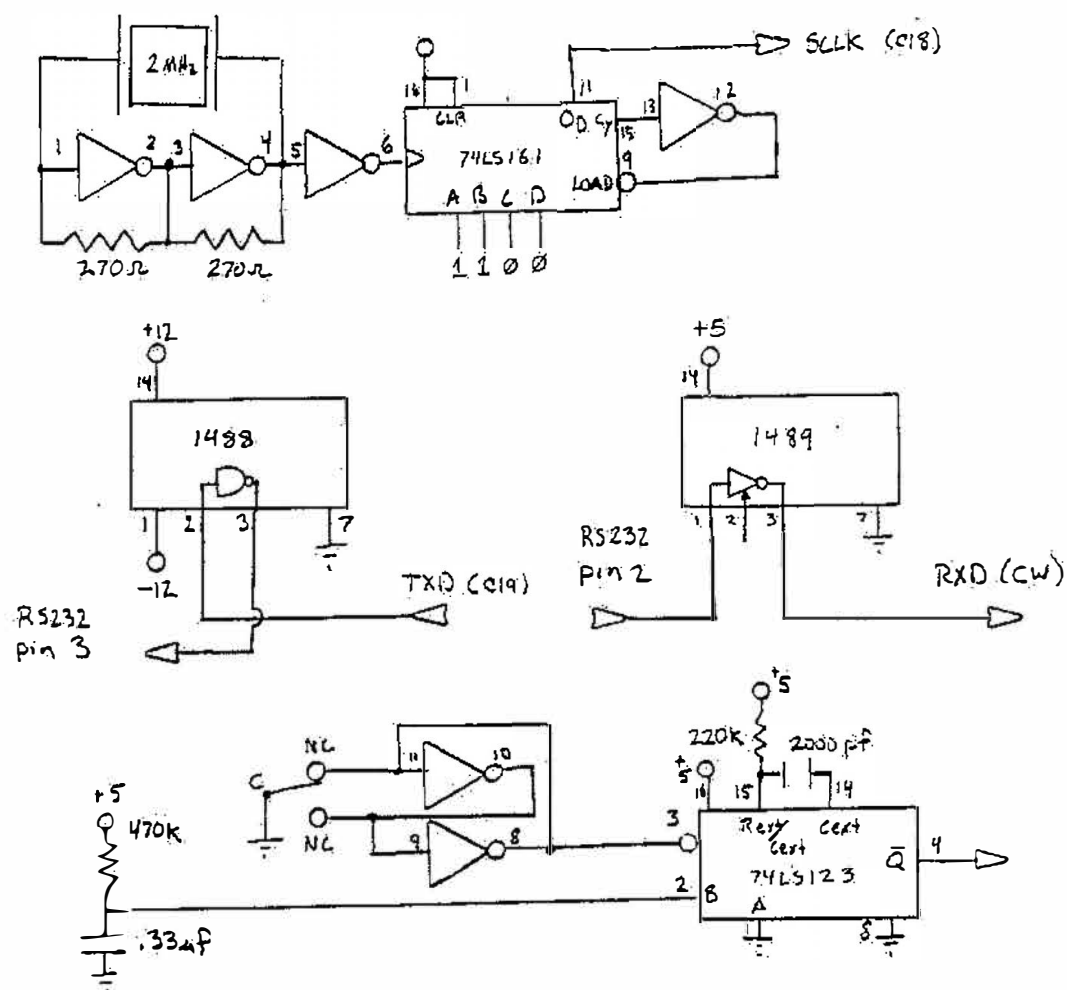 2 MHz
1 2 3 4 5 6
270Ω 270Ω
16 1 11
CLR QD Cy
74LS161
15 13 12
9
LOAD
A B C D
1 1 Ø Ø
SCLK (C18)
+12
14
1488
1 2 3 7
-12
TXD (C19)
RS232
pin 3
+5
14
1489
1 2 3 7
RS232
pin 2
RXD (CW)
+5
220K 2000 pf
NC
C
NC
11 10
9 8
+5
16 15 14
Rext/Cext Cext
3
74LS123
Q̅ 4
2 B
A 8
+5
470K
.33uf